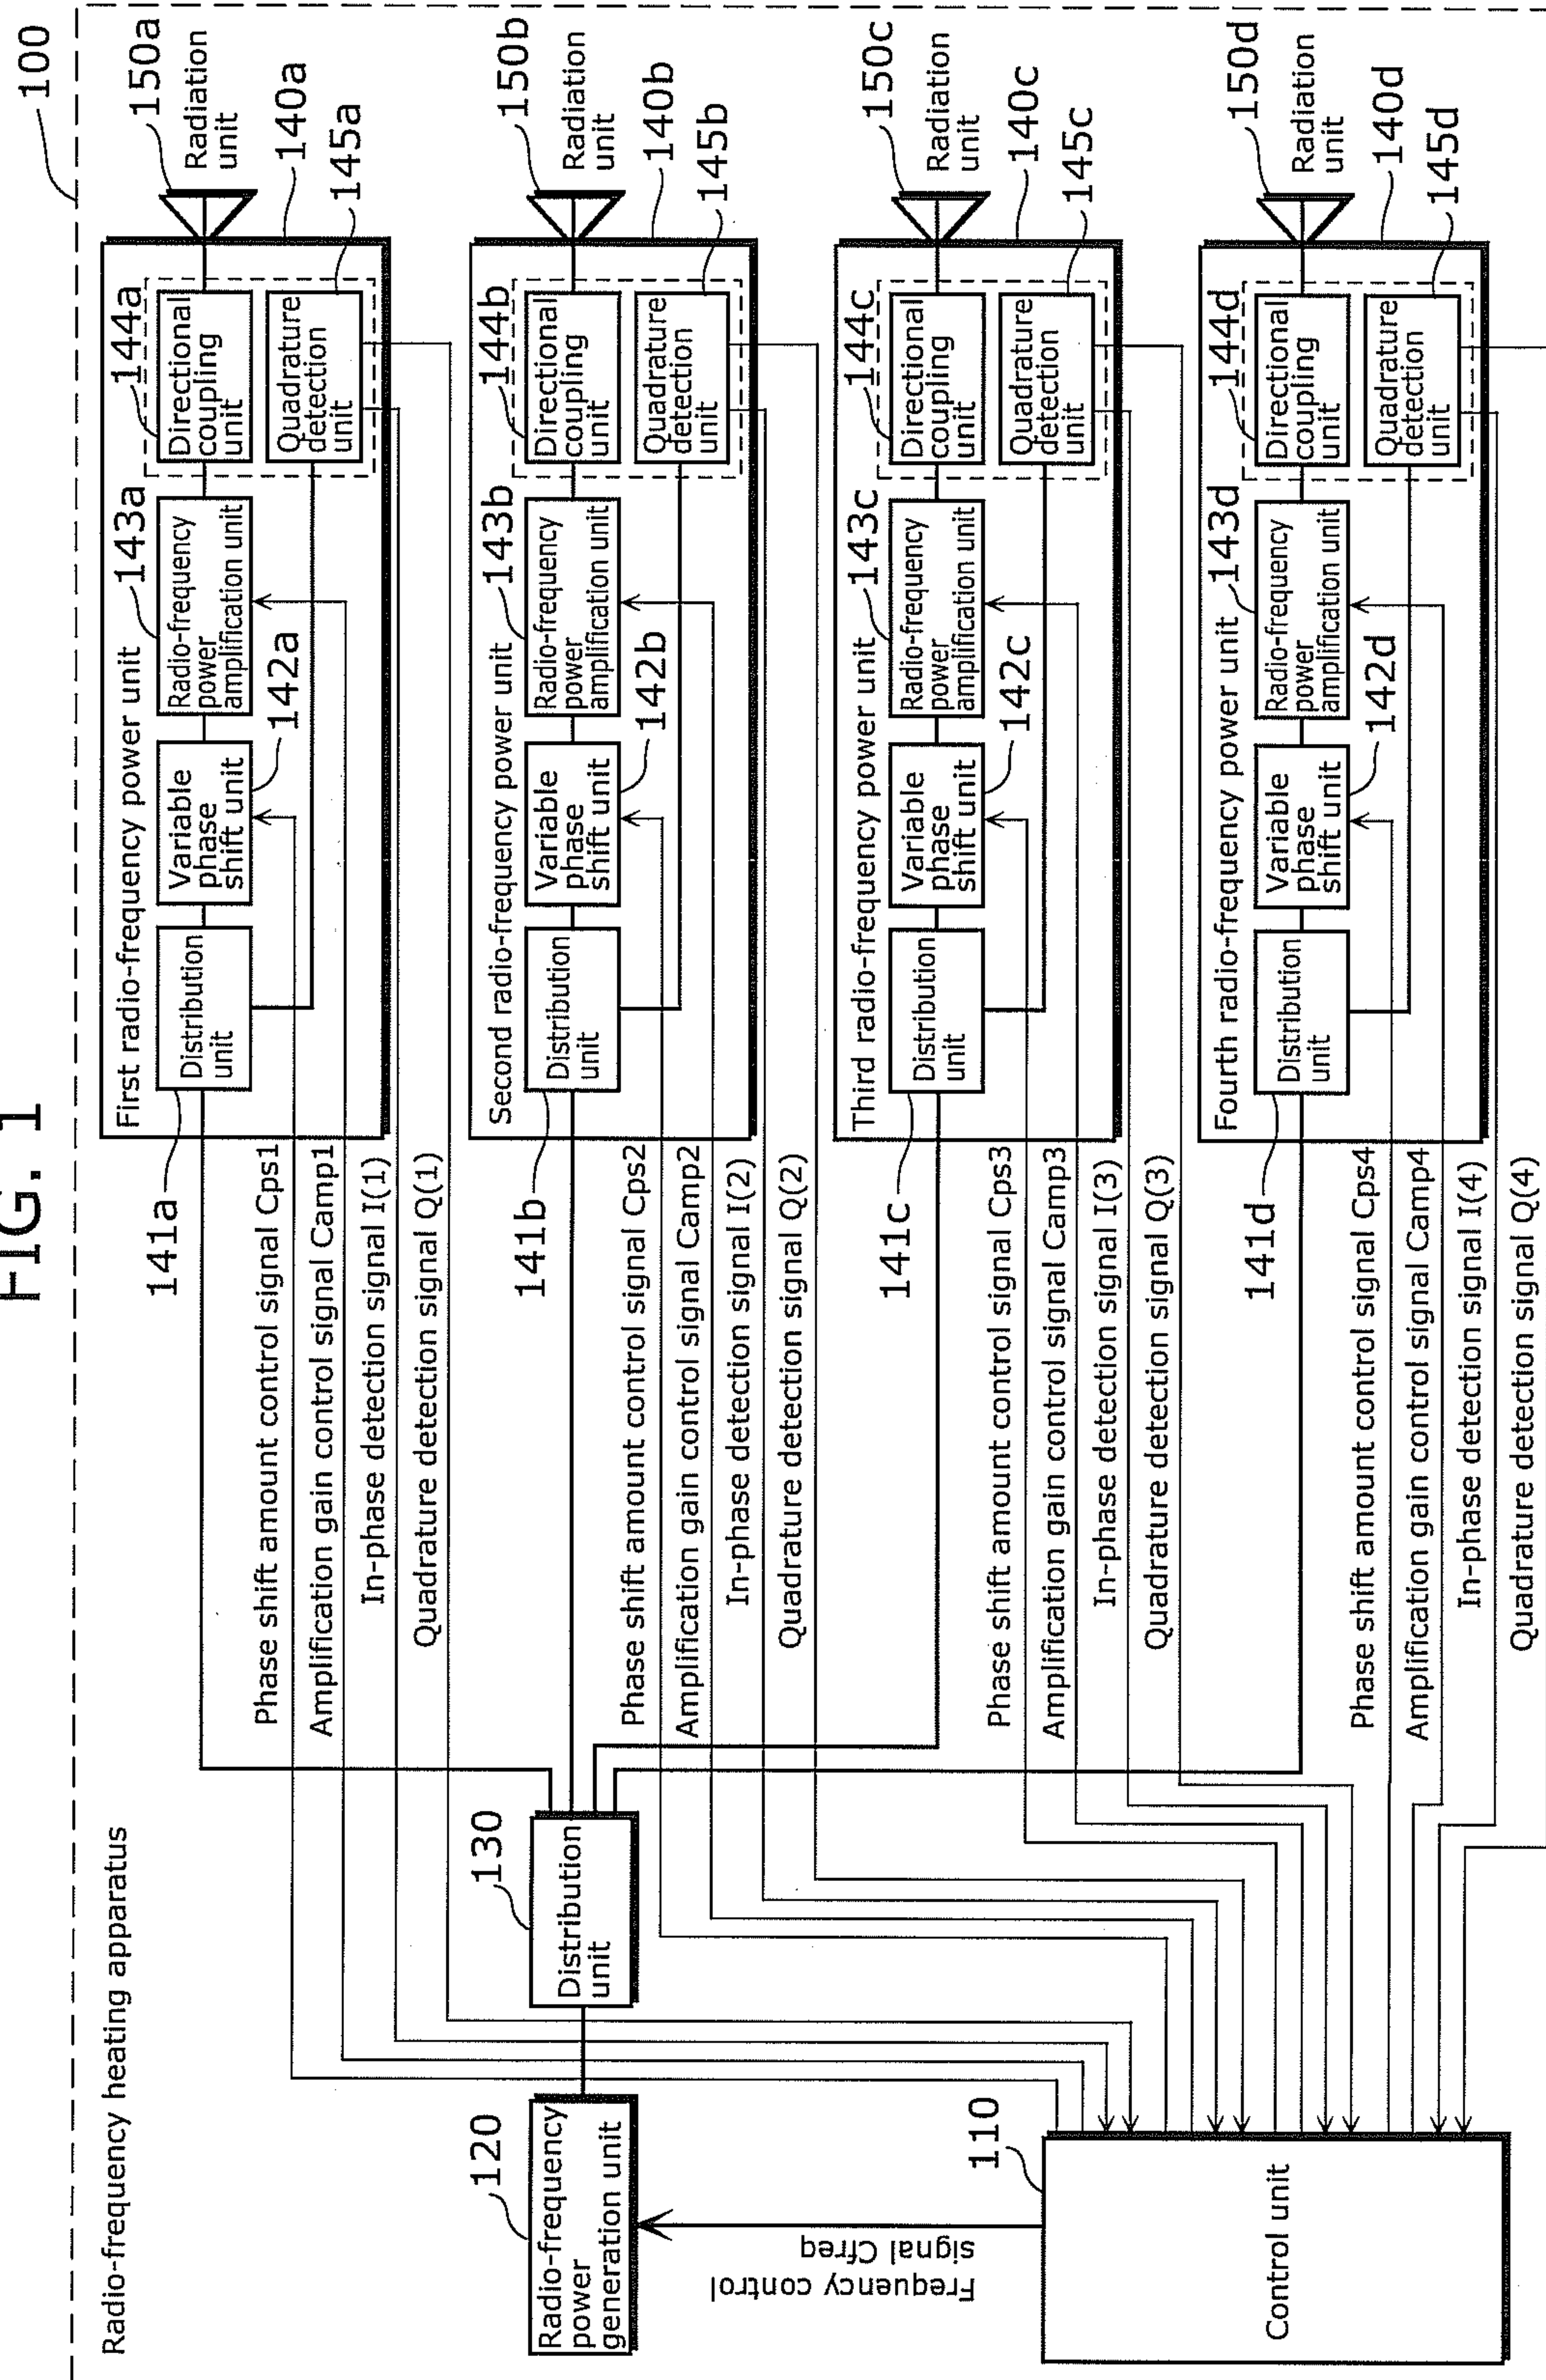 FIG. 1
100
Radio-frequency heating apparatus
First radio-frequency power unit
143a
144a
150a
Radiation
unit
140a
145a
Distribution
unit
Variable
phase
shift unit
Radio-frequency
power
amplification unit
Directional
coupling
unit
Quadrature
detection
unit
142a
141a
Phase shift amount control signal Cps1
Amplification gain control signal Camp1
In-phase detection signal I(1)
Quadrature detection signal Q(1)
Second radio-frequency power unit
143b
144b
150b
Radiation
unit
140b
145b
Distribution
unit
Variable
phase
shift unit
Radio-frequency
power
amplification unit
Directional
coupling
unit
Quadrature
detection
unit
142b
141b
Phase shift amount control signal Cps2
Amplification gain control signal Camp2
In-phase detection signal I(2)
Quadrature detection signal Q(2)
120
130
Radio-frequency
power
generation unit
Distribution
unit
Third radio-frequency power unit
143c
144c
150c
Radiation
unit
140c
145c
Distribution
unit
Variable
phase
shift unit
Radio-frequency
power
amplification unit
Directional
coupling
unit
Quadrature
detection
unit
142c
141c
Phase shift amount control signal Cps3
Amplification gain control signal Camp3
In-phase detection signal I(3)
Quadrature detection signal Q(3)
Frequency control
signal Cfreq
110
Control unit
Fourth radio-frequency power unit
143d
144d
150d
Radiation
unit
140d
145d
Distribution
unit
Variable
phase
shift unit
Radio-frequency
power
amplification unit
Directional
coupling
unit
Quadrature
detection
unit
142d
141d
Phase shift amount control signal Cps4
Amplification gain control signal Camp4
In-phase detection signal I(4)
Quadrature detection signal Q(4)